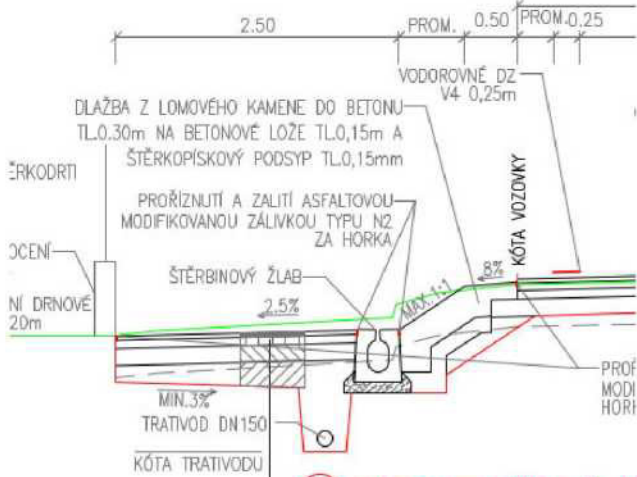 2.50
PROM.
0.50
PROM.
0.25
VODOROVNÉ DZ
V4 0,25m
DLAŽBA Z LOMOVÉHO KAMENE DO BETONU
TL.0.30m NA BETONOVÉ LOŽE TL.0,15m A
ŠTĚRKOPÍSKOVÝ PODSYP TL.0,15mm
ĚRKODRTI
PROŘÍZNUTÍ A ZALITÍ ASFALTOVOU
MODIFIKOVANOU ZÁLIVKOU TYPU N2
ZA HORKA
KÓTA VOZOVKY
OCENÍ
ŠTĚRBINOVÝ ŽLAB
8%
MAX. 1:1
NÍ DRNOVÉ
20m
2.5%
PROŘ
MODI
HORK
MIN.3%
TRATIVOD DN150
KÓTA TRATIVODU